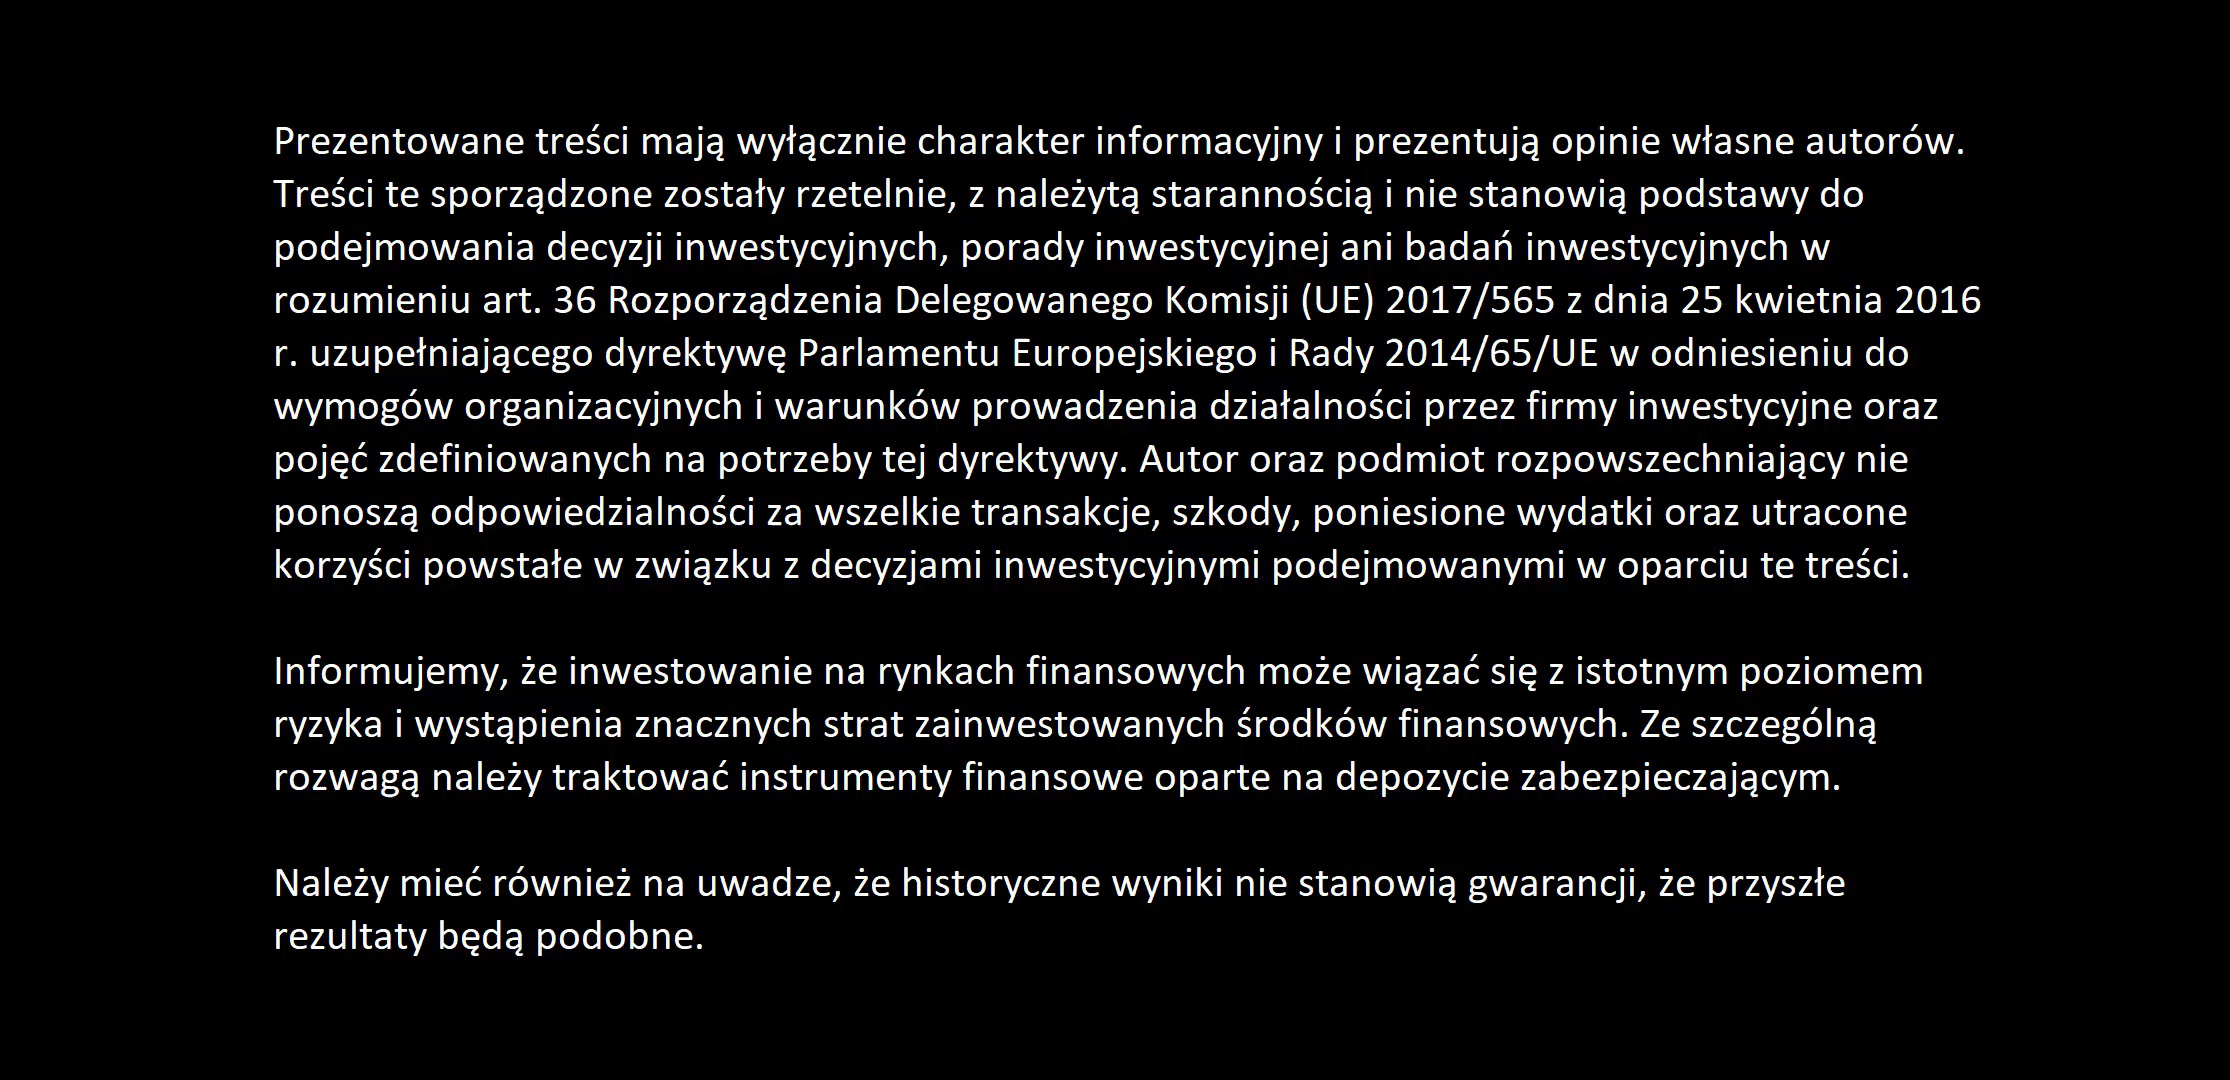 Prezentowane treści mają wyłącznie charakter informacyjny i prezentują opinie własne autorów.
Treści te sporządzone zostały rzetelnie, z należytą starannością i nie stanowią podstawy do
podejmowania decyzji inwestycyjnych, porady inwestycyjnej ani badań inwestycyjnych w
rozumieniu art. 36 Rozporządzenia Delegowanego Komisji (UE) 2017/565 z dnia 25 kwietnia 2016
r. uzupełniającego dyrektywę Parlamentu Europejskiego i Rady 2014/65/UE w odniesieniu do
wymogów organizacyjnych i warunków prowadzenia działalności przez firmy inwestycyjne oraz
pojęć zdefiniowanych na potrzeby tej dyrektywy. Autor oraz podmiot rozpowszechniający nie
ponoszą odpowiedzialności za wszelkie transakcje, szkody, poniesione wydatki oraz utracone
korzyści powstałe w związku z decyzjami inwestycyjnymi podejmowanymi w oparciu te treści.
Informujemy, że inwestowanie na rynkach finansowych może wiązać się z istotnym poziomem
ryzyka i wystąpienia znacznych strat zainwestowanych środków finansowych. Ze szczególną
rozwagą należy traktować instrumenty finansowe oparte na depozycie zabezpieczającym.
Należy mieć również na uwadze, że historyczne wyniki nie stanowią gwarancji, że przyszłe
rezultaty będą podobne.